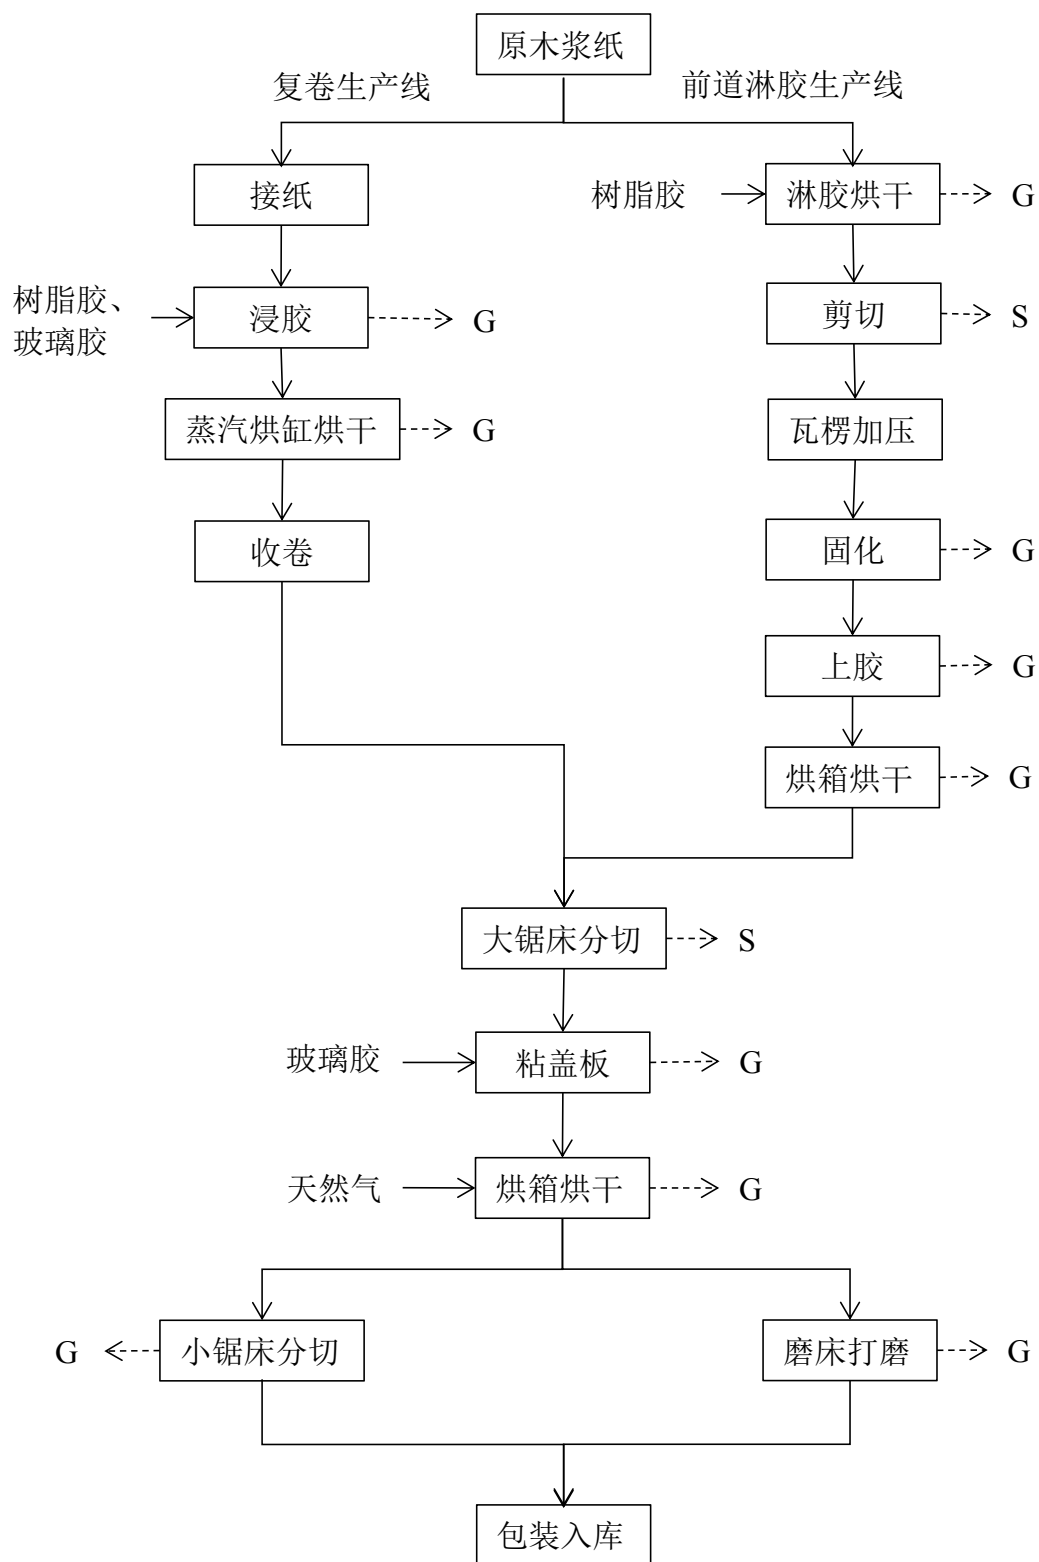 原木浆纸
复卷生产线
前道淋胶生产线
接纸
树脂胶
淋胶烘干
G
树脂胶、
玻璃胶
浸胶
G
剪切
S
蒸汽烘缸烘干
G
瓦楞加压
收卷
固化
G
上胶
G
烘箱烘干
G
大锯床分切
S
玻璃胶
粘盖板
G
天然气
烘箱烘干
G
G
小锯床分切
磨床打磨
G
包装入库